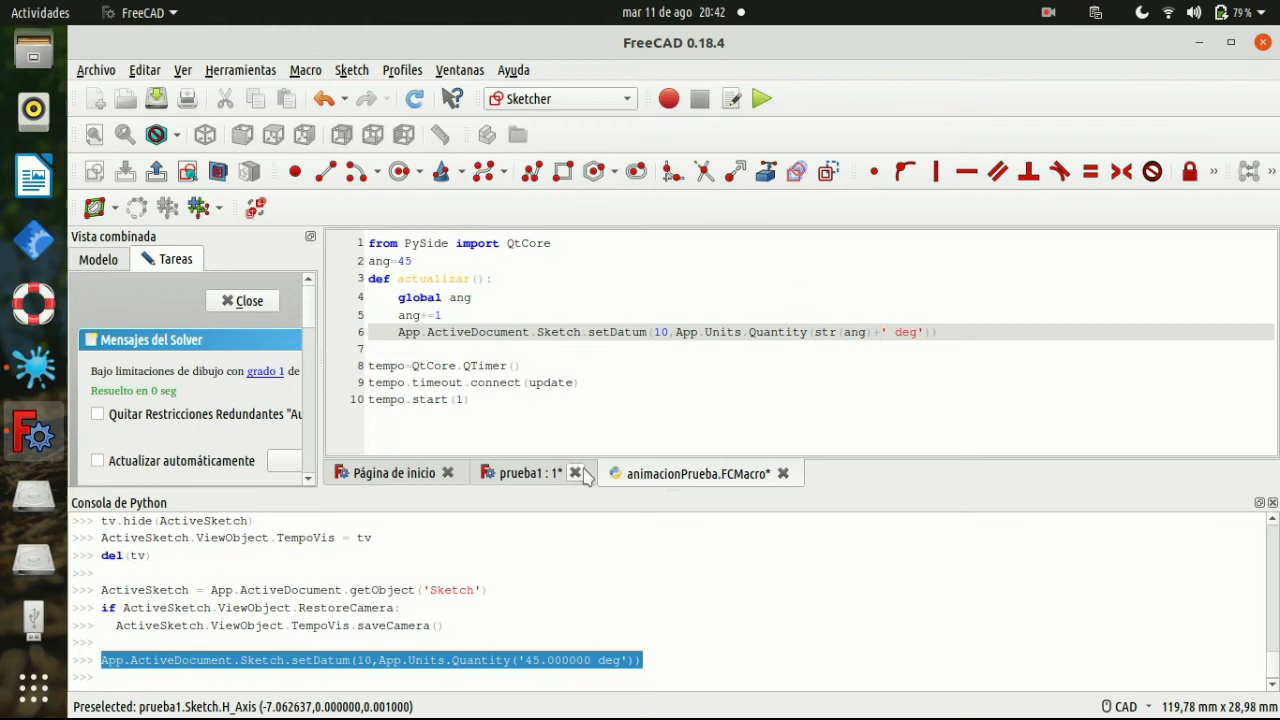 Actividades
FreeCAD
mar 11 de ago 20:42
79%
FreeCAD 0.18.4
Archivo Editar Ver Herramientas Macro Sketch Profiles Ventanas Ayuda
Sketcher
»
»
Vista combinada
Modelo
Tareas
Close
Mensajes del Solver
Bajo limitaciones de dibujo con grado 1 de
Resuelto en 0 seg
Quitar Restricciones Redundantes "Au
Actualizar automáticamente
1 from PySide import QtCore
2 ang=45
3 def actualizar():
4 global ang
5 ang+=1
6 App.ActiveDocument.Sketch.setDatum(10,App.Units.Quantity(str(ang)+' deg'))
7
8 tempo=QtCore.QTimer()
9 tempo.timeout.connect(update)
10 tempo.start(1)
Página de inicio
prueba1 : 1*
animacionPrueba.FCMacro*
Consola de Python
>>> tv.hide(ActiveSketch)
>>> ActiveSketch.ViewObject.TempoVis = tv
>>> del(tv)
>>>
>>> ActiveSketch = App.ActiveDocument.getObject('Sketch')
>>> if ActiveSketch.ViewObject.RestoreCamera:
>>>   ActiveSketch.ViewObject.TempoVis.saveCamera()
>>>
>>> App.ActiveDocument.Sketch.setDatum(10,App.Units.Quantity('45.000000 deg'))
>>>
Preselected: prueba1.Sketch.H_Axis (-7.062637,0.000000,0.001000)
CAD
119,78 mm x 28,98 mm